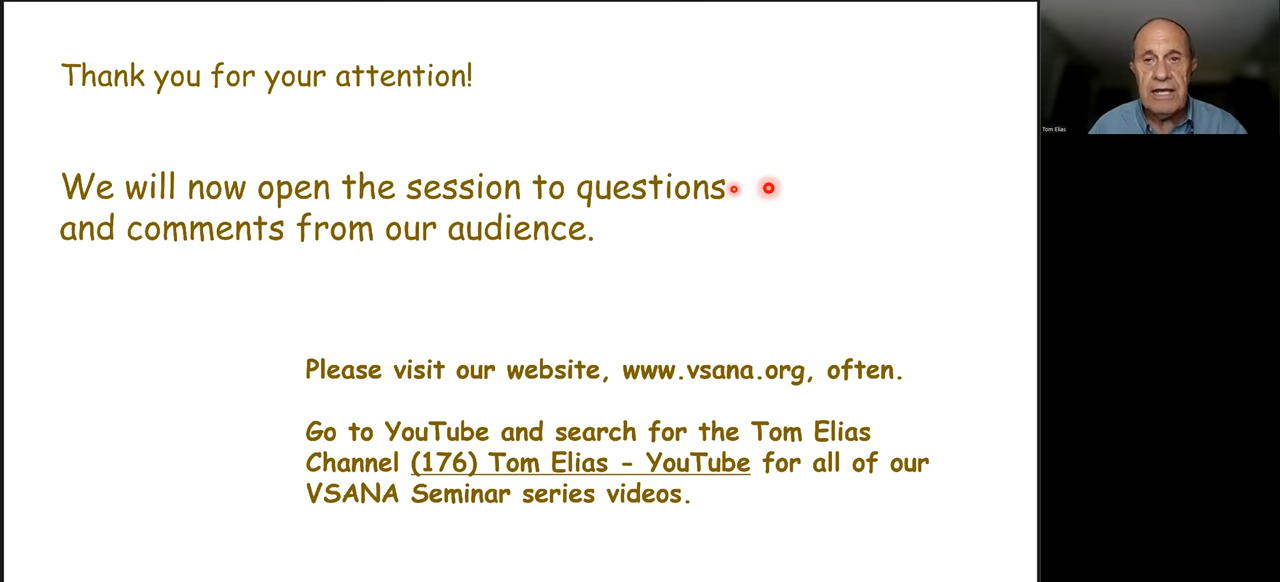 Thank you for your attention!
We will now open the session to questions
and comments from our audience.
Please visit our website, www.vsana.org, often.
Go to YouTube and search for the Tom Elias
Channel (176) Tom Elias - YouTube for all of our
VSANA Seminar series videos.
Tom Elias